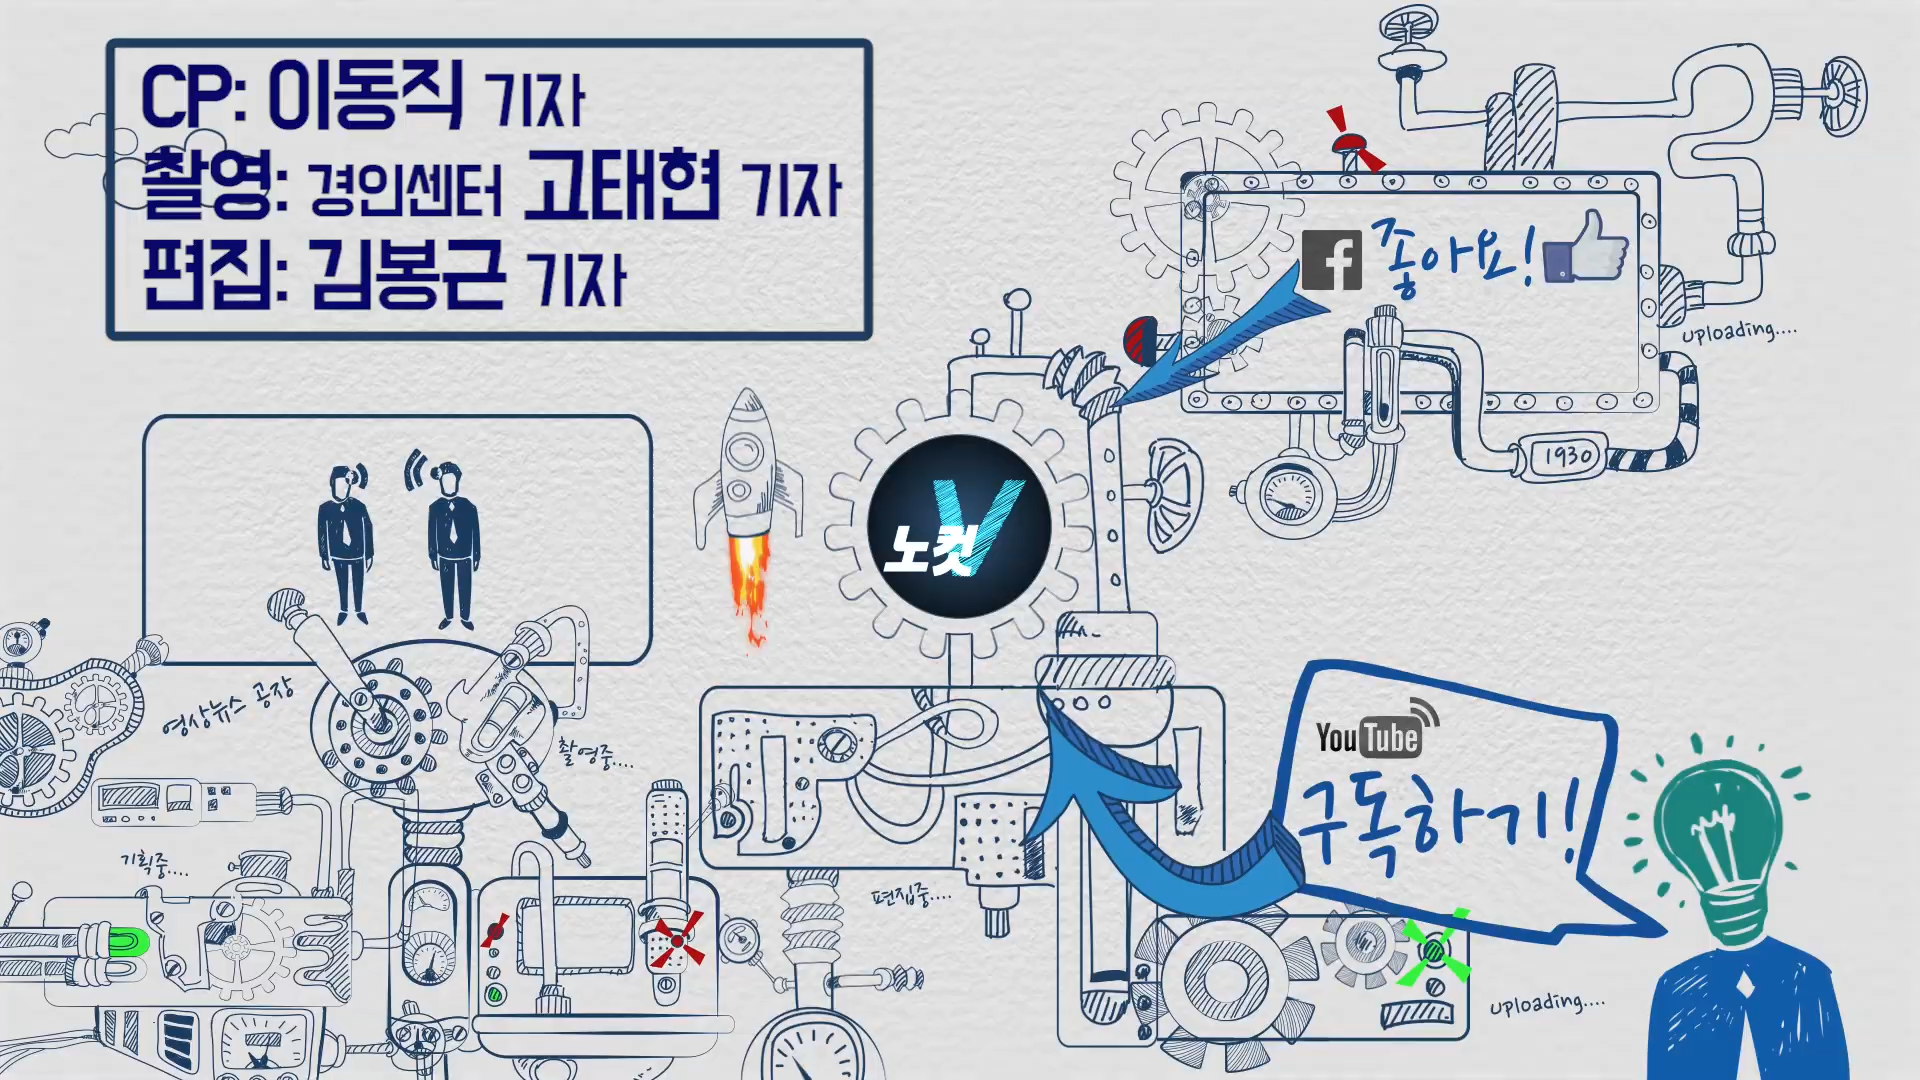 CP: 이동직 기자
촬영: 경인센터 고태현 기자
편집: 김봉근 기자
f 좋아요!
uploading....
1930
노컷V
영상뉴스 공장
촬영중....
YouTube
구독하기!
기획중....
편집중....
uploading....